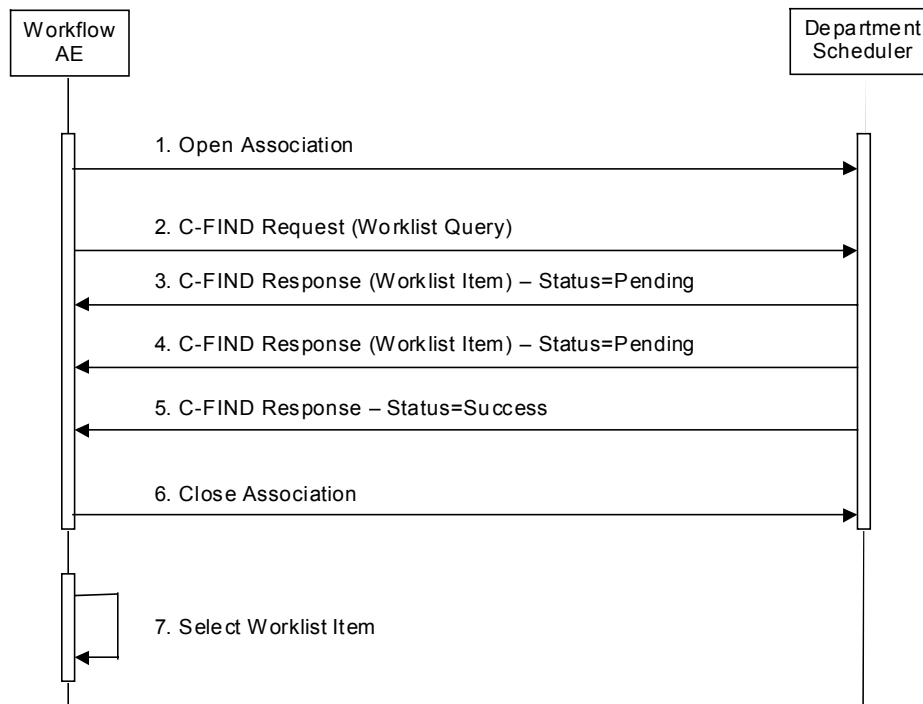 Workflow
AE
Department
Scheduler
1. Open Association
2. C-FIND Request (Worklist Query)
3. C-FIND Response (Worklist Item) – Status=Pending
4. C-FIND Response (Worklist Item) – Status=Pending
5. C-FIND Response – Status=Success
6. Close Association
7. Select Worklist Item